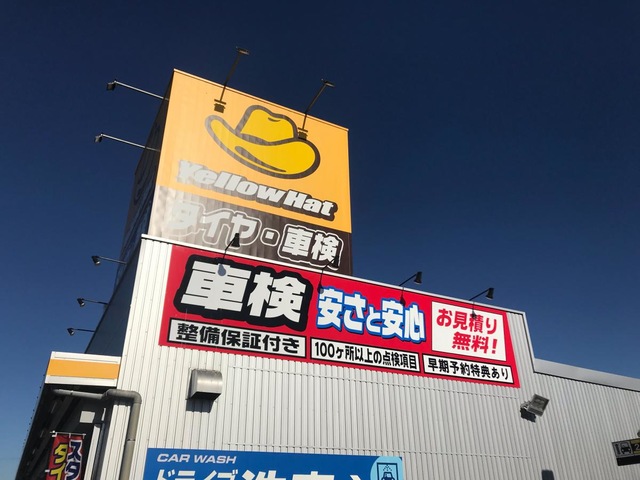 YellowHat
タイヤ・車検
車検
安さと安心
お見積り
無料!
整備保証付き
100ヶ所以上の点検項目
早期予約特典あり
CAR WASH